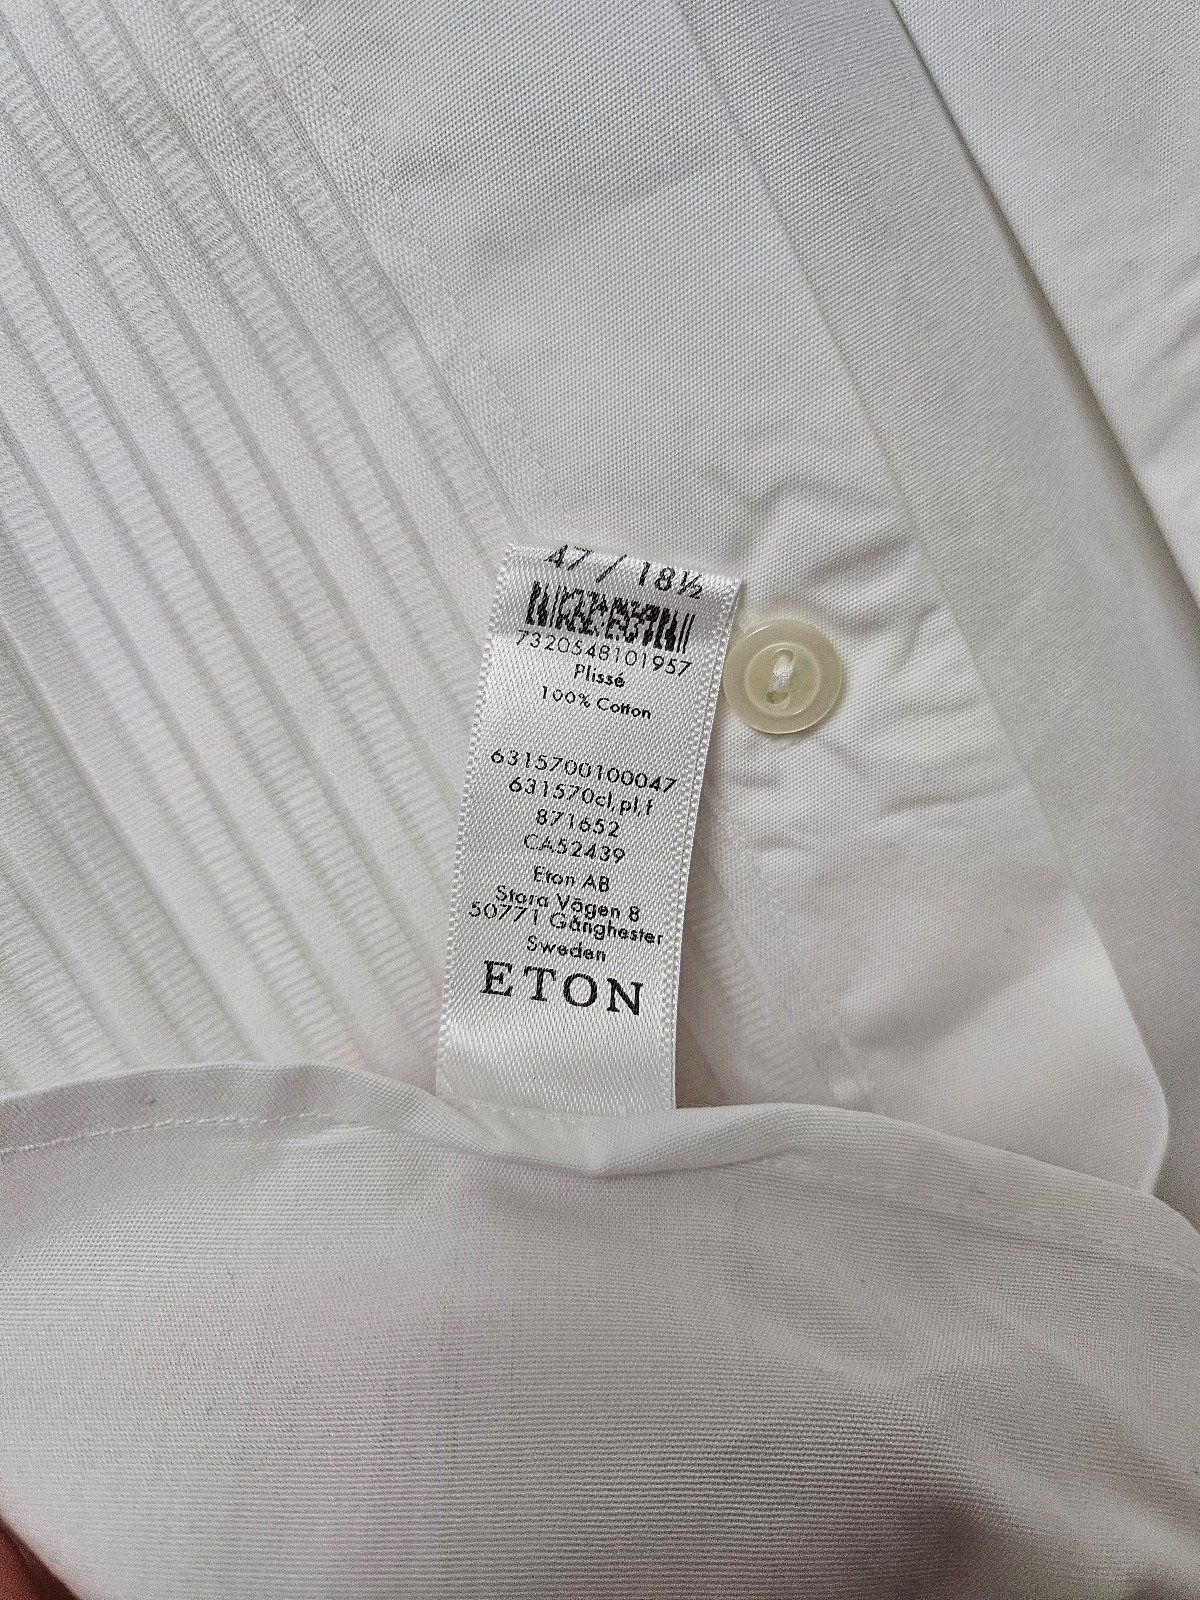 47 / 18½
7320548101957
Plissé
100% Cotton
6315700100047
631570cl,pl,f
871652
CA52439
Eton AB
Stora Vägen 8
50771 Gånghester
Sweden
ETON